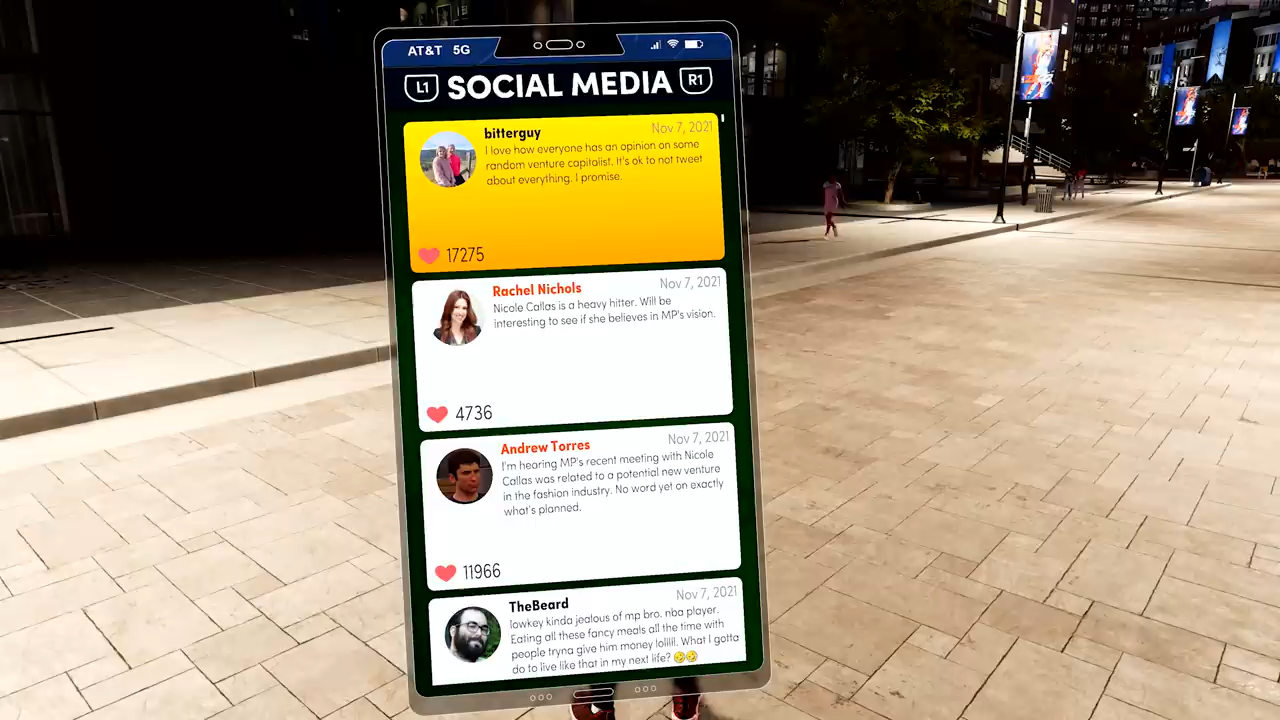 AT&T 5G
L1 SOCIAL MEDIA R1
bitterguy Nov 7, 2021
I love how everyone has an opinion on some
random venture capitalist. It's ok to not tweet
about everything. I promise.
17275
Rachel Nichols Nov 7, 2021
Nicole Callas is a heavy hitter. Will be
interesting to see if she believes in MP's vision.
4736
Andrew Torres Nov 7, 2021
I'm hearing MP's recent meeting with Nicole
Callas was related to a potential new venture
in the fashion industry. No word yet on exactly
what's planned.
11966
TheBeard Nov 7, 2021
lowkey kinda jealous of mp bro. nba player.
Eating all these fancy meals all the time with
people tryna give him money lolllll. What I gotta
do to live like that in my next life? 🤣🤣